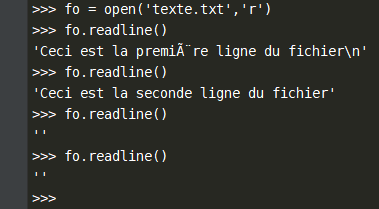 >>> fo = open('texte.txt','r')
>>> fo.readline()
'Ceci est la premiÃ¨re ligne du fichier\n'
>>> fo.readline()
'Ceci est la seconde ligne du fichier'
>>> fo.readline()
''
>>> fo.readline()
''
>>>